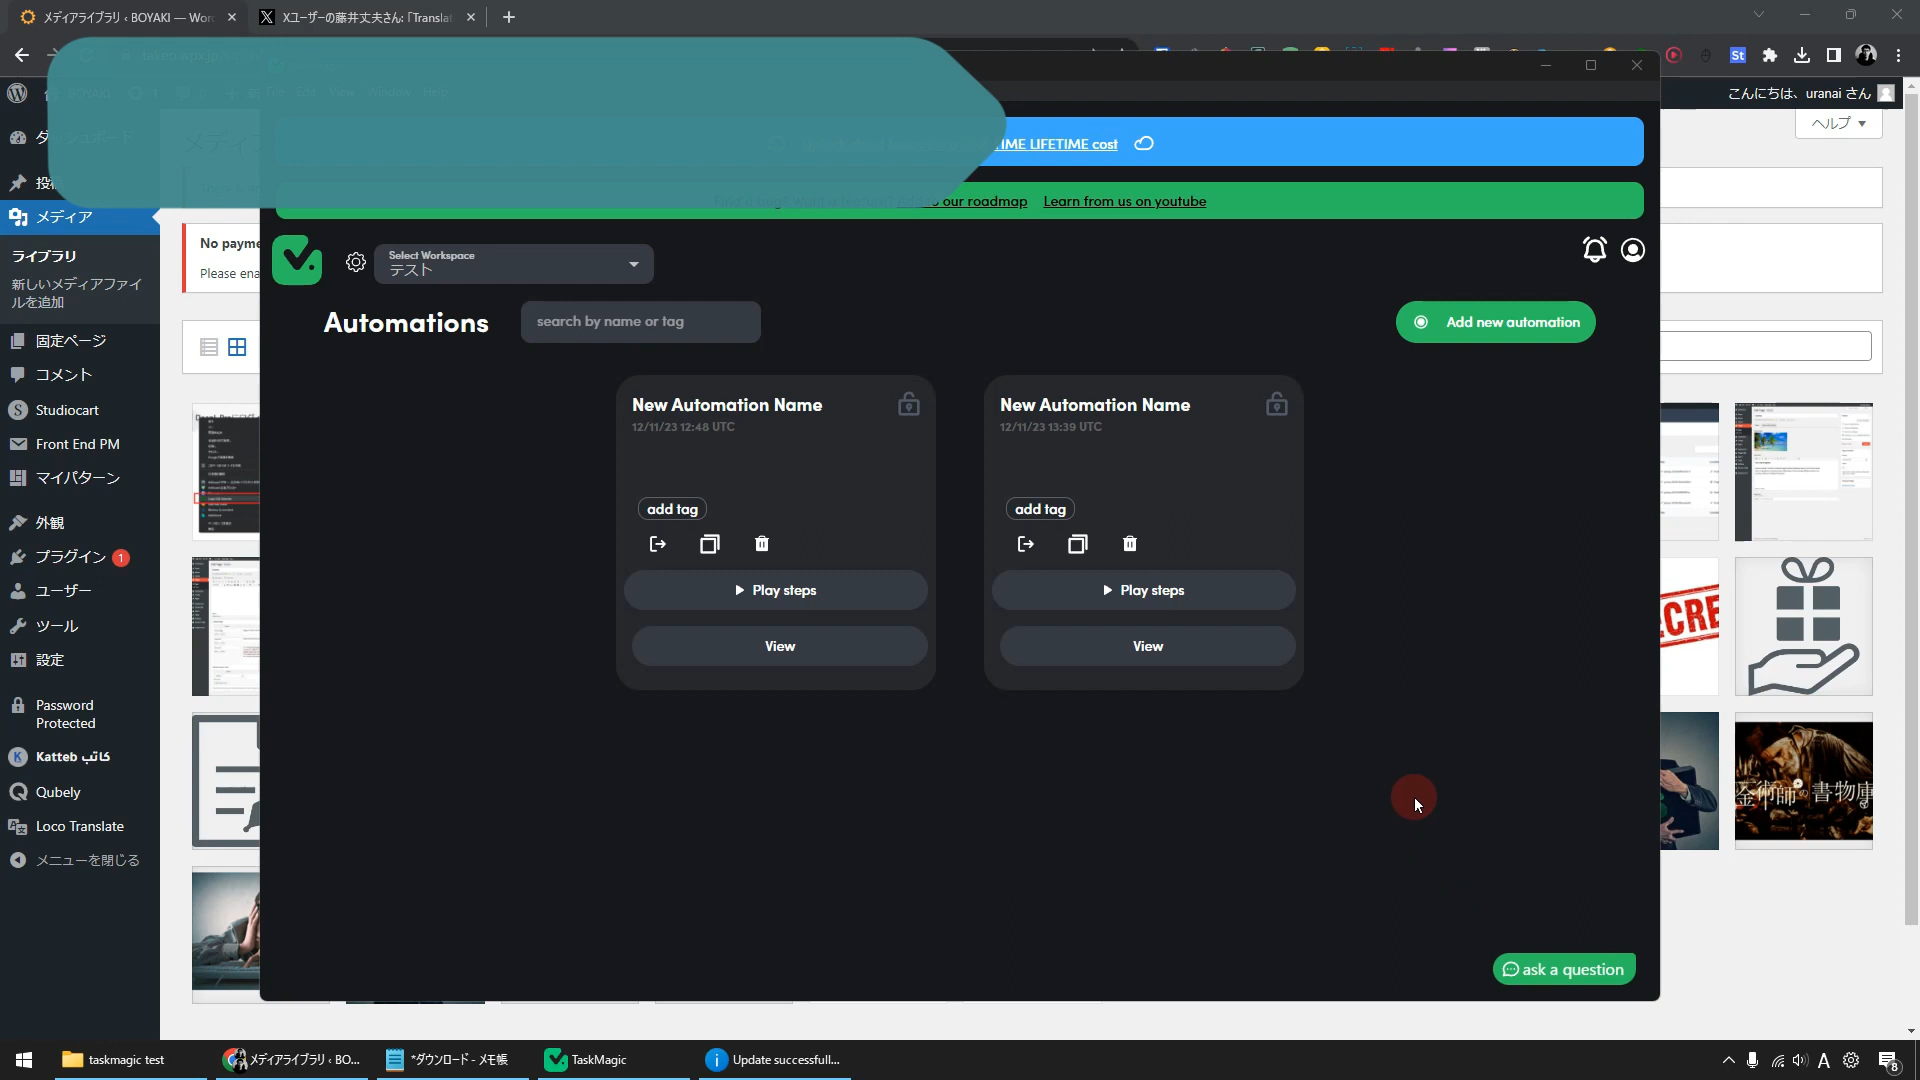 メディアライブラリ ‹ BOYAKI — Wor
Xユーザーの藤井丈夫さん: 「Translat
St
こんにちは、uranai さん
ヘルプ ▼
メディア
ライブラリ
新しいメディアファイ
ルを追加
固定ページ
コメント
Studiocart
Front End PM
マイパターン
外観
プラグイン 1
ユーザー
ツール
設定
Password
Protected
Katteb كاتب
Qubely
Loco Translate
メニューを閉じる
No payme
Please ena
IME LIFETIME cost
our roadmap
Learn from us on youtube
Select Workspace
テスト
Automations
search by name or tag
Add new automation
New Automation Name
12/11/23 12:48 UTC
add tag
Play steps
View
New Automation Name
12/11/23 13:39 UTC
add tag
Play steps
View
ask a question
金術師の書物庫
taskmagic test
メディアライブラリ ‹ BO...
*ダウンロード - メモ帳
TaskMagic
Update successfull...
A
8